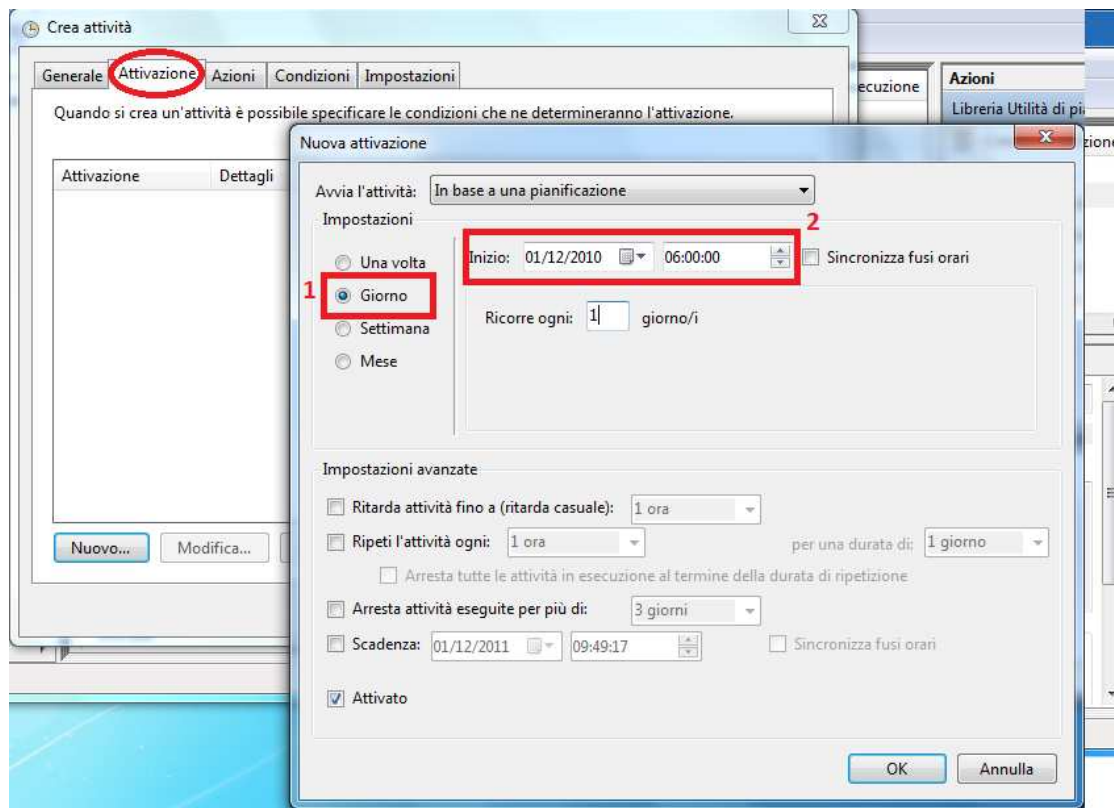 Crea attività
Generale Attivazione Azioni Condizioni Impostazioni
Quando si crea un'attività è possibile specificare le condizioni che ne determineranno l'attivazione.
Attivazione Dettagli
Nuovo... Modifica...
ecuzione
Azioni
Libreria Utilità di pi
zione
Nuova attivazione
Avvia l'attività: In base a una pianificazione
Impostazioni
2
Una volta
Inizio: 01/12/2010 06:00:00 Sincronizza fusi orari
1 Giorno
Ricorre ogni: 1 giorno/i
Settimana
Mese
Impostazioni avanzate
Ritarda attività fino a (ritarda casuale): 1 ora
Ripeti l'attività ogni: 1 ora per una durata di: 1 giorno
Arresta tutte le attività in esecuzione al termine della durata di ripetizione
Arresta attività eseguite per più di: 3 giorni
Scadenza: 01/12/2011 09:49:17 Sincronizza fusi orari
Attivato
OK Annulla